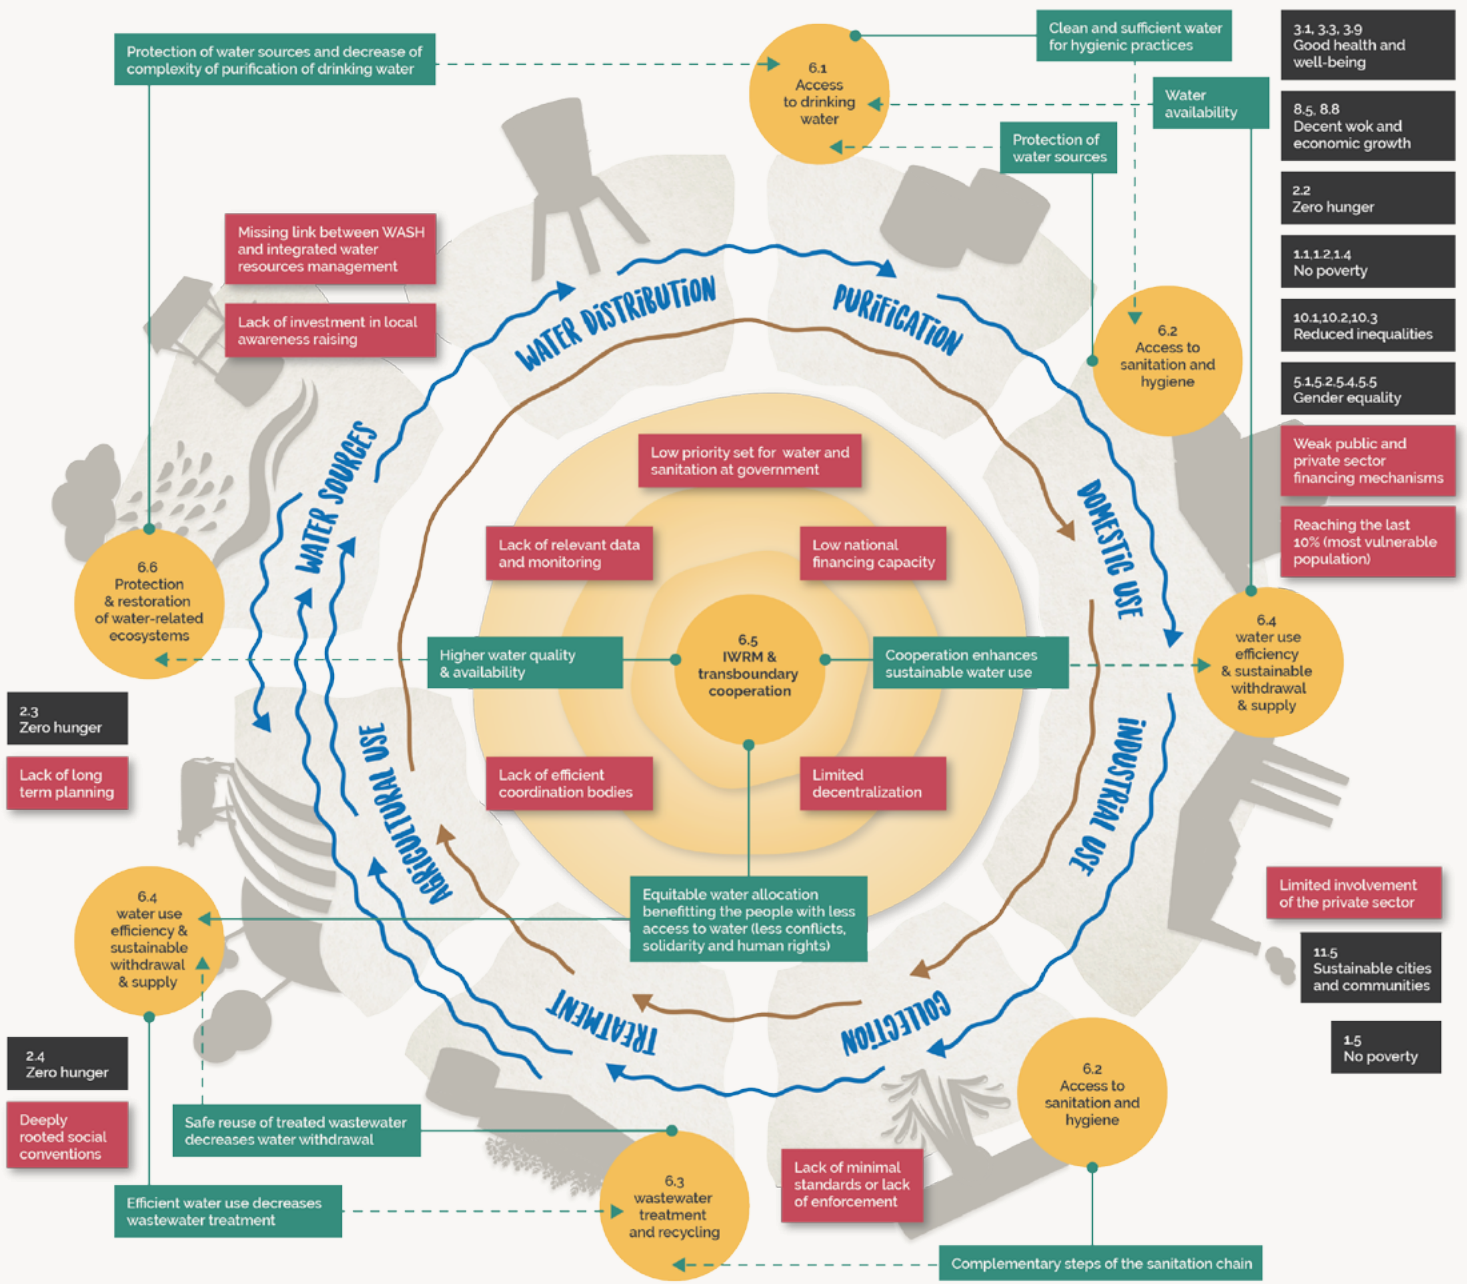 Protection of water sources and decrease of
complexity of purification of drinking water
6.1
Access
to drinking
water
Clean and sufficient water
for hygienic practices
Water
availability
Protection of
water sources
3.1, 3.3, 3.9
Good health and
well-being
8.5, 8.8
Decent wok and
economic growth
2.2
Zero hunger
1.1,1.2,1.4
No poverty
10.1,10.2,10.3
Reduced inequalities
5.1,5.2,5.4,5.5
Gender equality
Weak public and
private sector
financing mechanisms
Reaching the last
10% (most vulnerable
population)
Missing link between WASH
and integrated water
resources management
Lack of investment in local
awareness raising
WATER DISTRIBUTION
PURIFICATION
6.2
Access to
sanitation and
hygiene
WATER SOURCES
DOMESTIC USE
Low priority set for water and
sanitation at government
Lack of relevant data
and monitoring
Low national
financing capacity
6.6
Protection
& restoration
of water-related
ecosystems
Higher water quality
& availability
6.5
IWRM &
transboundary
cooperation
Cooperation enhances
sustainable water use
6.4
water use
efficiency
& sustainable
withdrawal
& supply
2.3
Zero hunger
Lack of long
term planning
AGRICULTURAL USE
Lack of efficient
coordination bodies
Limited
decentralization
INDUSTRIAL USE
6.4
water use
efficiency &
sustainable
withdrawal
& supply
Equitable water allocation
benefitting the people with less
access to water (less conflicts,
solidarity and human rights)
Limited involvement
of the private sector
11.5
Sustainable cities
and communities
1.5
No poverty
TREATMENT
COLLECTION
2.4
Zero hunger
Deeply
rooted social
conventions
Safe reuse of treated wastewater
decreases water withdrawal
Efficient water use decreases
wastewater treatment
6.3
wastewater
treatment
and recycling
Lack of minimal
standards or lack
of enforcement
6.2
Access to
sanitation and
hygiene
Complementary steps of the sanitation chain